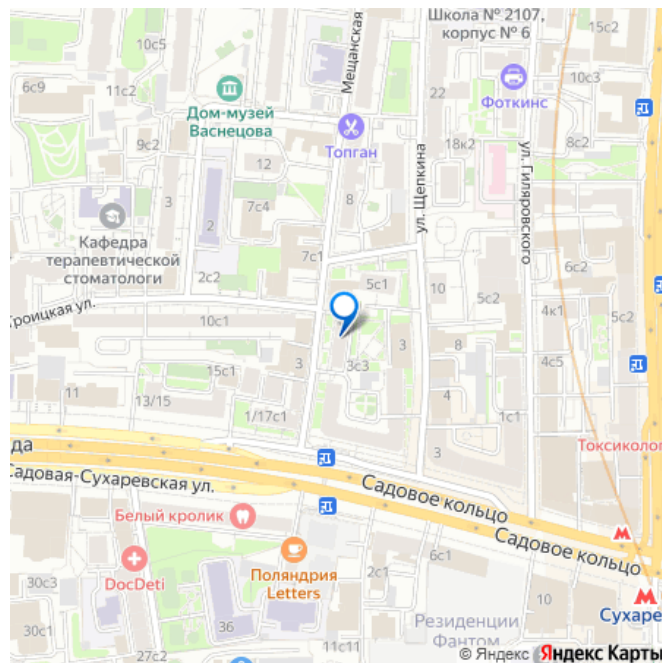 Школа № 2107,
корпус № 6
Мещанская
10с5
6с9
11с2
22
Фоткинс
10с3
Дом-музей
Васнецова
Топган
9с2
18к2
8с2
12
ул. Щепкина
ул. Гиляровского
3
8
7с4
2
Кафедра
терапевтической
стоматологи
7с1
6с2
2с2
5с1
10
5с2
4к1
5с2
Троицкая ул.
10с1
3
8
3
3с3
4с5
15с1
4
11
13/15
1/17с1
1с1
Токсиколог
3
да
Садовая-Сухаревская ул.
Садовое кольцо
Белый кролик
Садовое кольцо
DocDeti
Поляндрия
Letters
6с1
2с1
30с3
10
Сухаре
36
Резиденции
Фантом
30с1
11с11
27с2
© Яндекс Яндекс Карты